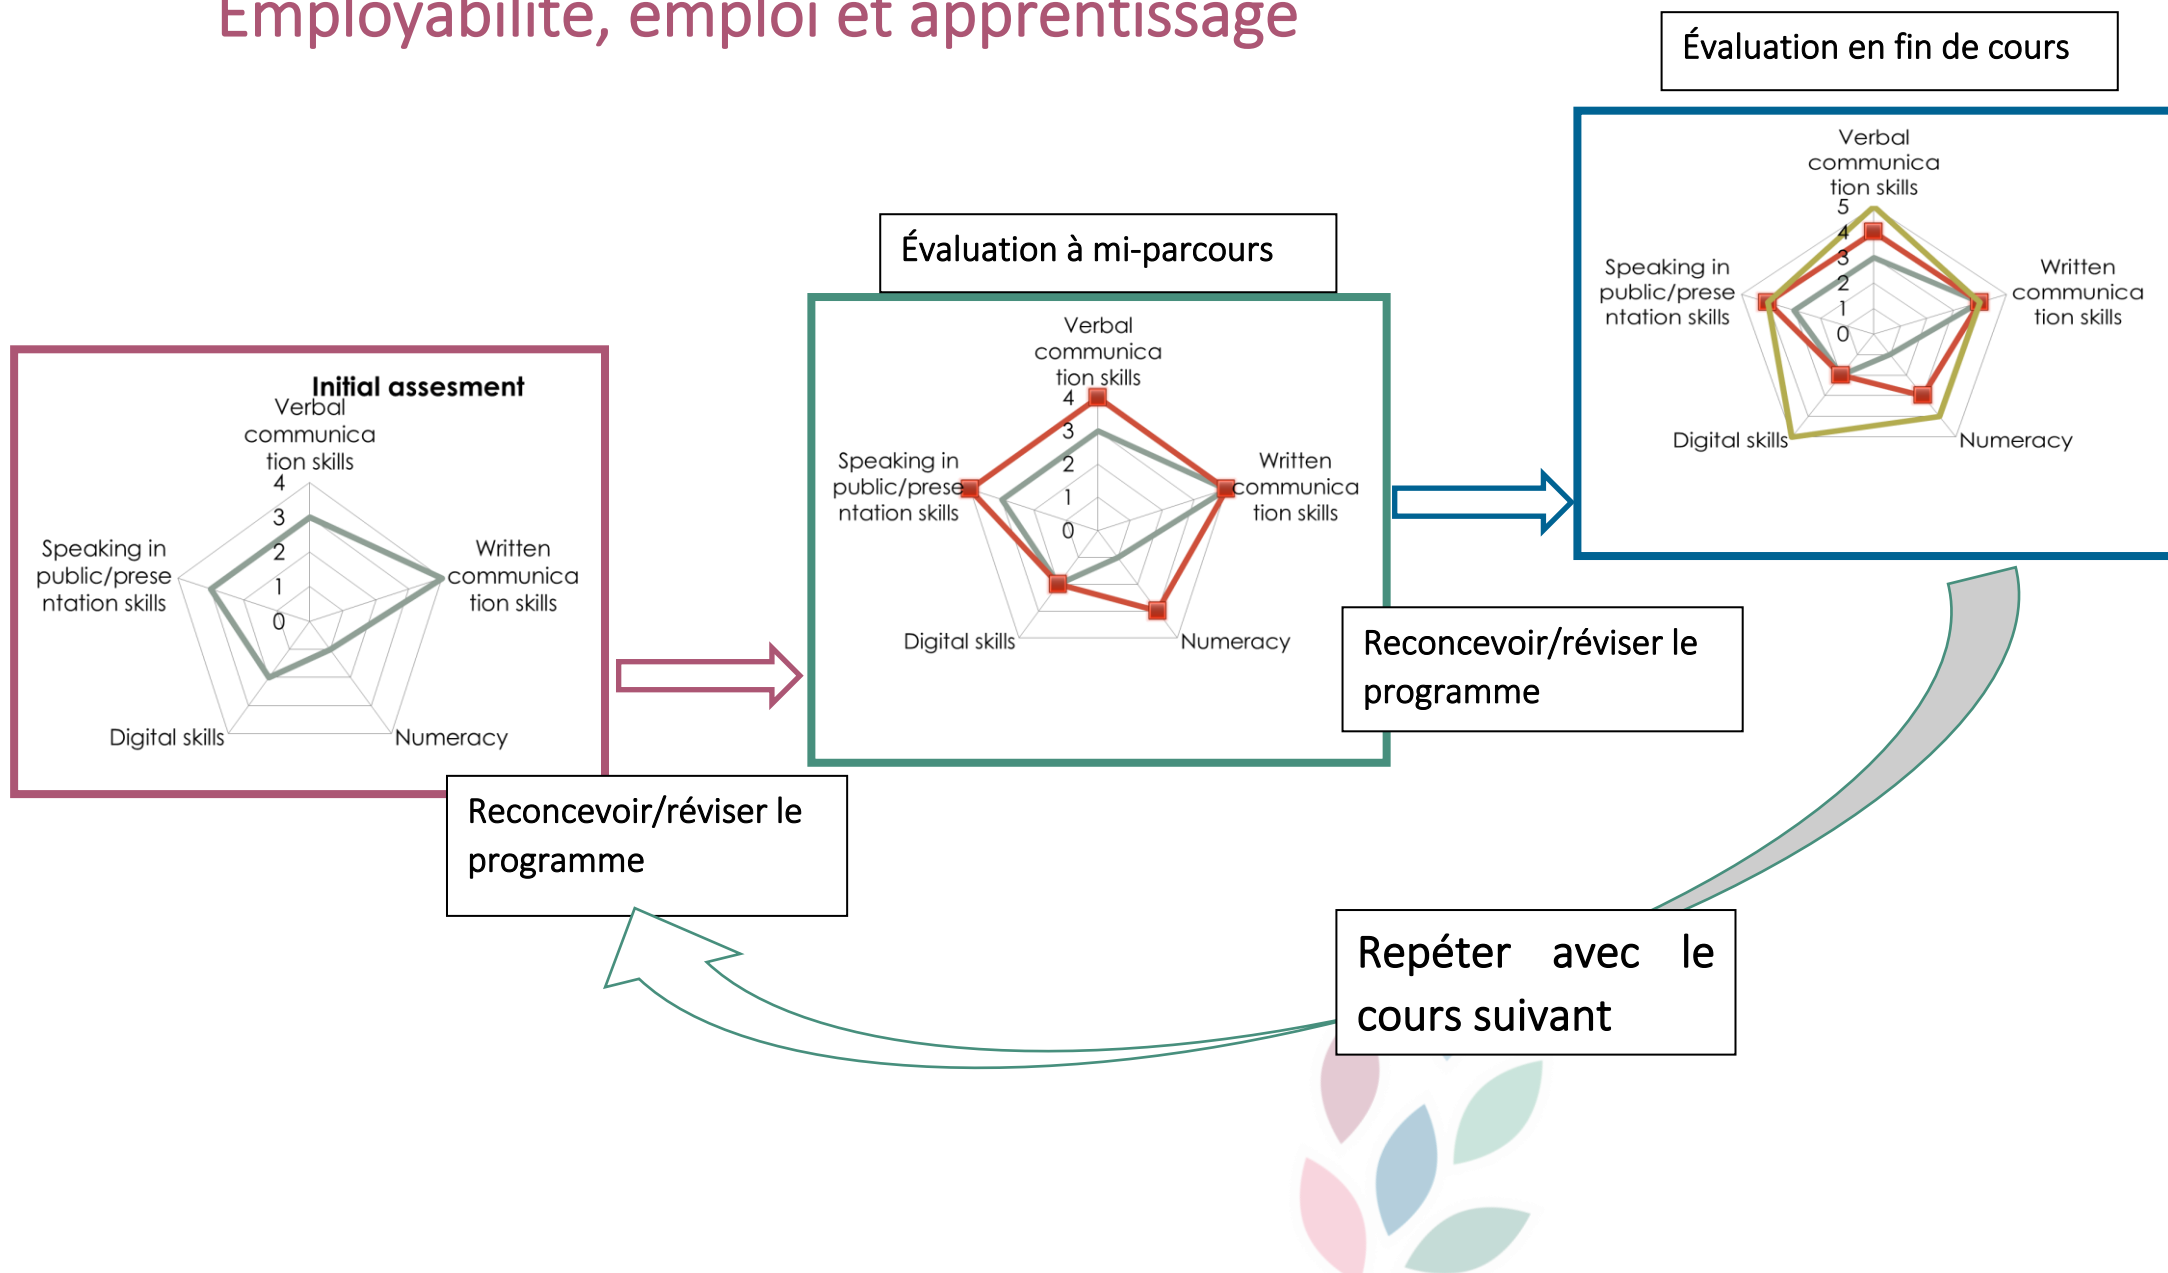 Employabilité, emploi et apprentissage
Évaluation en fin de cours
Verbal
communica
tion skills
5
4
3
2
1
0
Speaking in
public/prese
ntation skills
Written
communica
tion skills
Digital skills
Numeracy
Évaluation à mi-parcours
Verbal
communica
tion skills
4
3
2
1
0
Speaking in
public/prese
ntation skills
Written
communica
tion skills
Digital skills
Numeracy
Initial assesment
Verbal
communica
tion skills
4
3
2
1
0
Speaking in
public/prese
ntation skills
Written
communica
tion skills
Digital skills
Numeracy
Reconcevoir/réviser le
programme
Reconcevoir/réviser le
programme
Repéter avec le
cours suivant